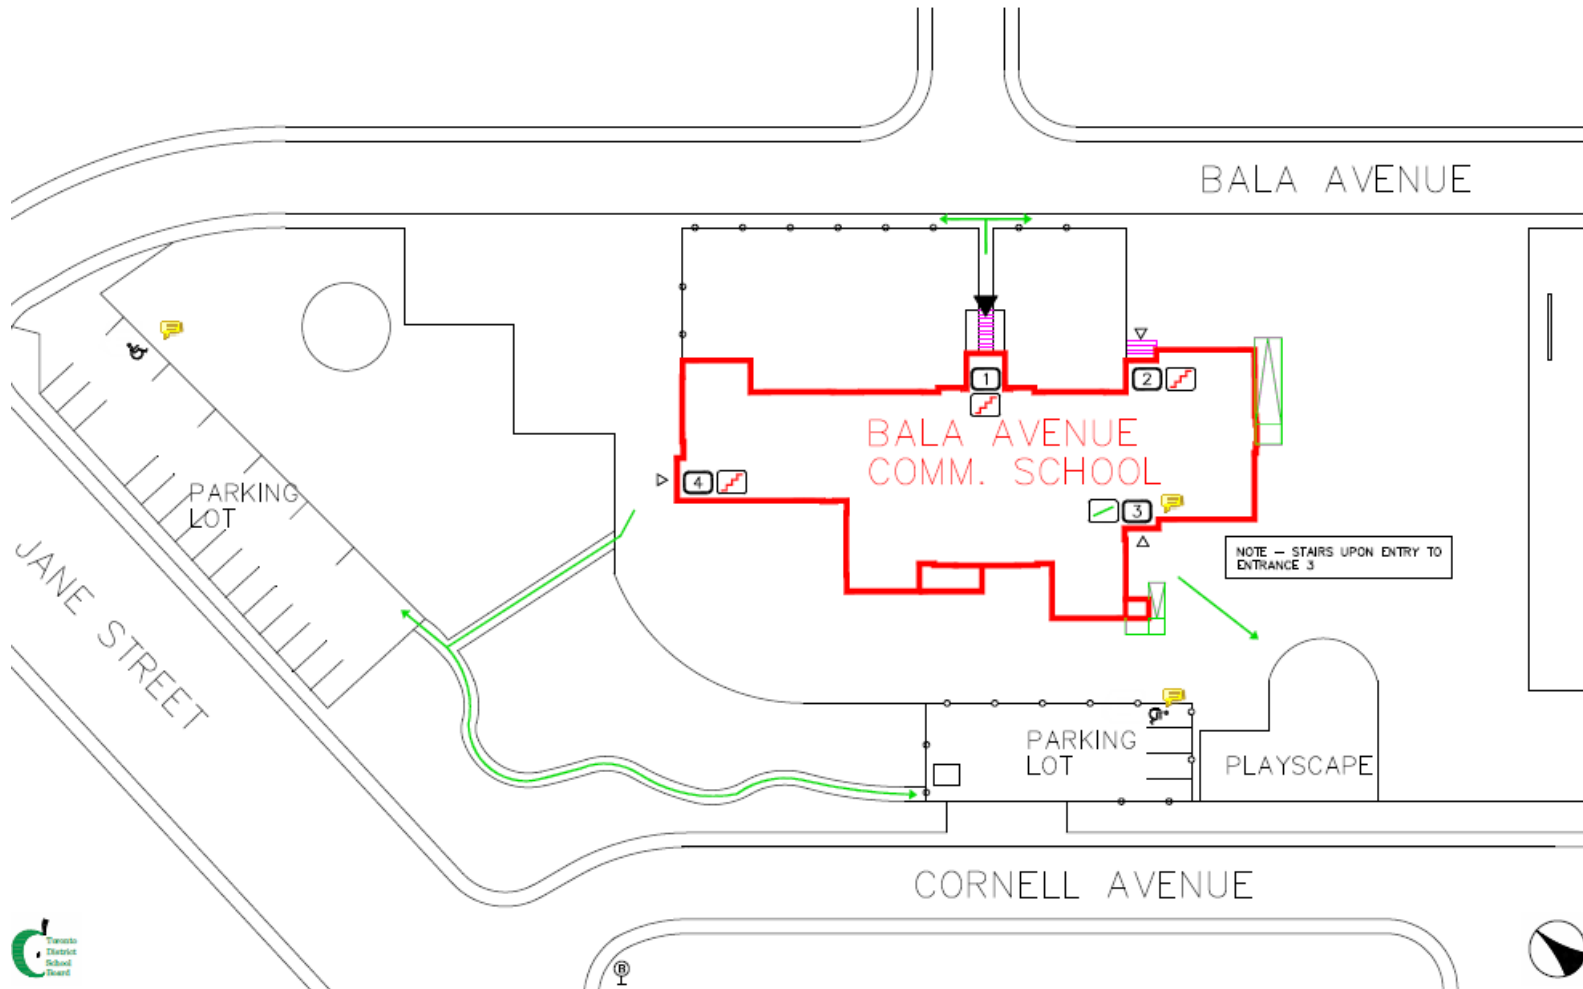 BALA AVENUE
1
2
BALA AVENUE
COMM. SCHOOL
4
PARKING
LOT
3
NOTE – STAIRS UPON ENTRY TO
ENTRANCE 3
JANE STREET
PARKING
LOT
PLAYSCAPE
CORNELL AVENUE
Toronto
District
School
Board
B